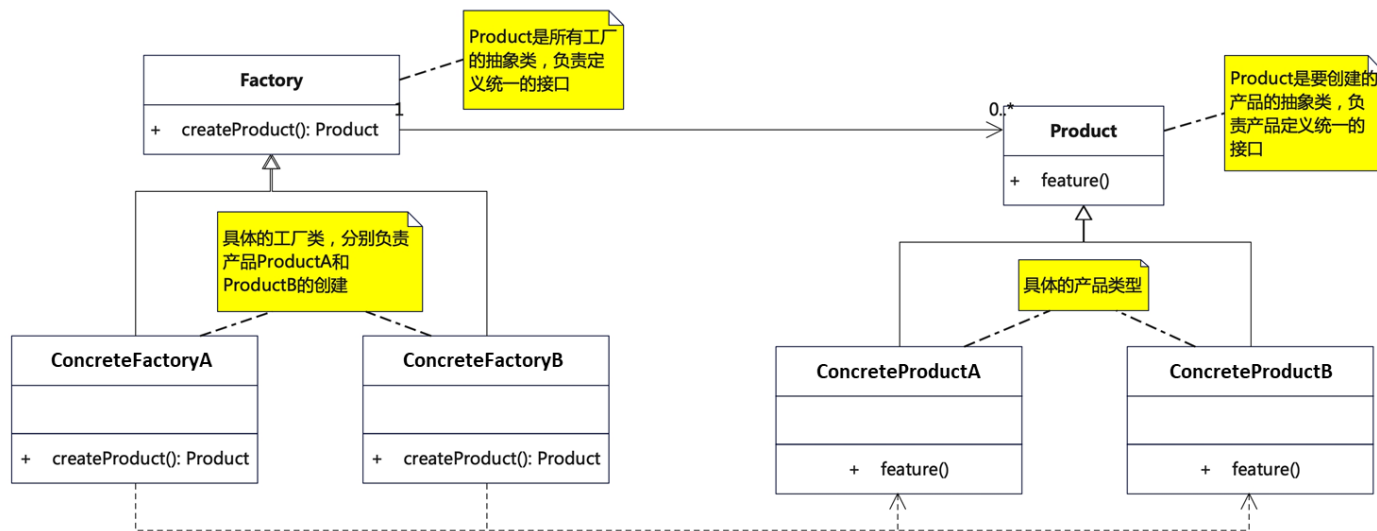 Product是所有工厂
的抽象类，负责定
义统一的接口
Factory
1
+ createProduct(): Product
Product是要创建的
产品的抽象类，负
责产品定义统一的
接口
0..*
Product
+ feature()
具体的工厂类，分别负责
产品ProductA和
ProductB的创建
具体的产品类型
ConcreteFactoryA
+ createProduct(): Product
ConcreteFactoryB
+ createProduct(): Product
ConcreteProductA
+ feature()
ConcreteProductB
+ feature()